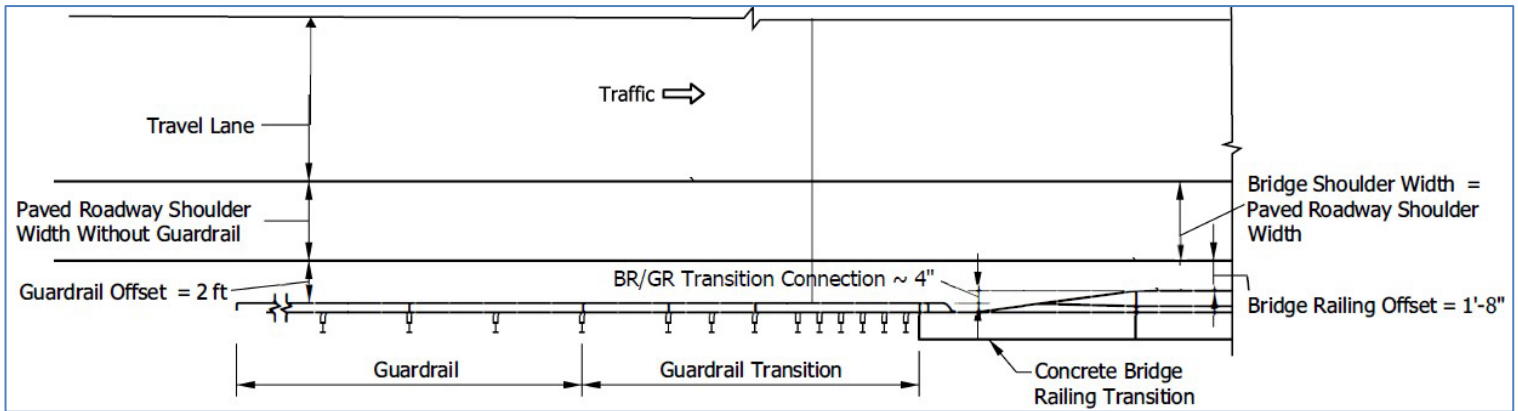 Traffic
Travel Lane
Paved Roadway Shoulder
Width Without Guardrail
Bridge Shoulder Width =
Paved Roadway Shoulder
Width
BR/GR Transition Connection ~ 4"
Guardrail Offset = 2 ft
Bridge Railing Offset = 1'-8"
Guardrail
Guardrail Transition
Concrete Bridge
Railing Transition